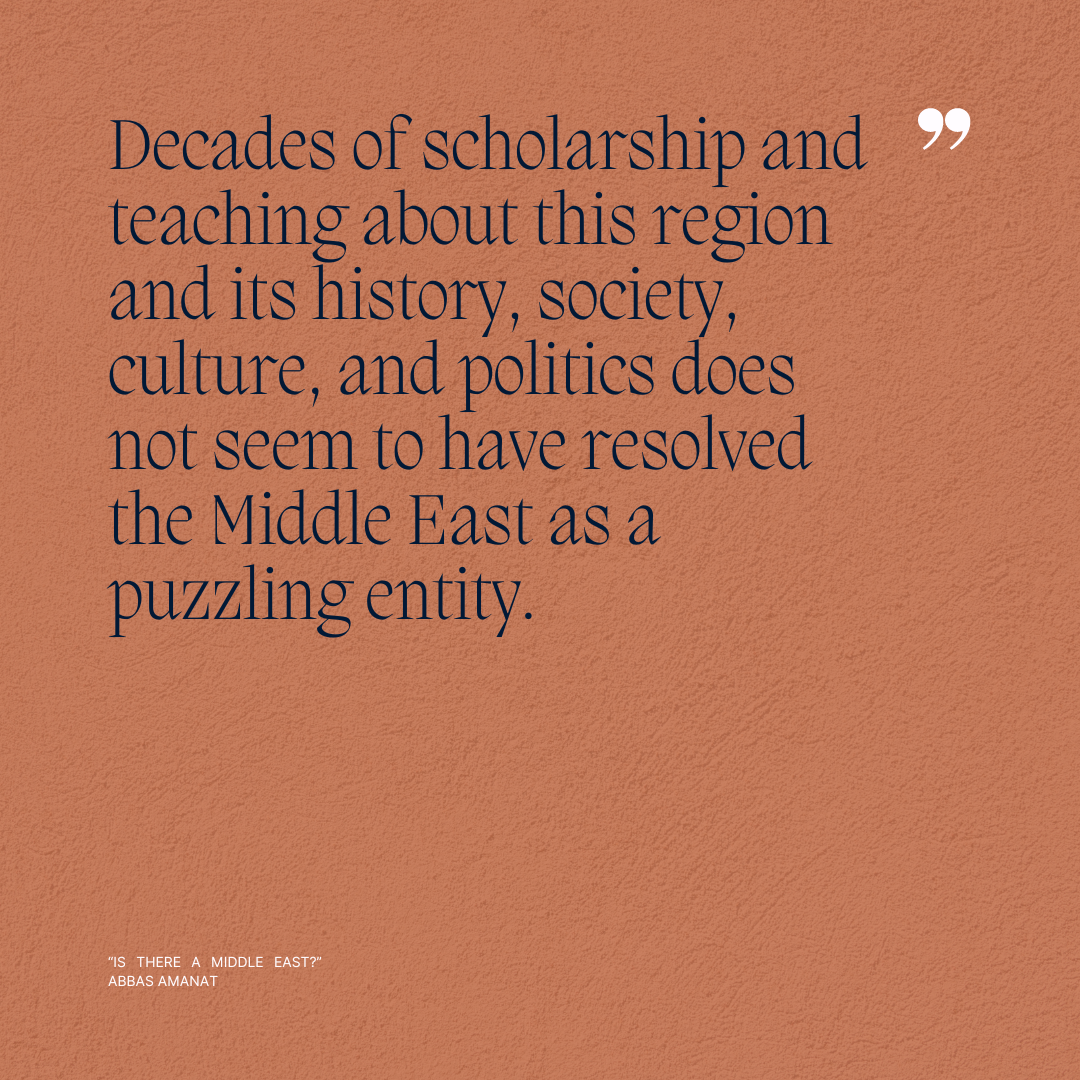 Decades of scholarship and
”
teaching about this region
and its history, society,
culture, and politics does
not seem to have resolved
the Middle East as a
puzzling entity.
“IS THERE A MIDDLE EAST?”
ABBAS AMANAT